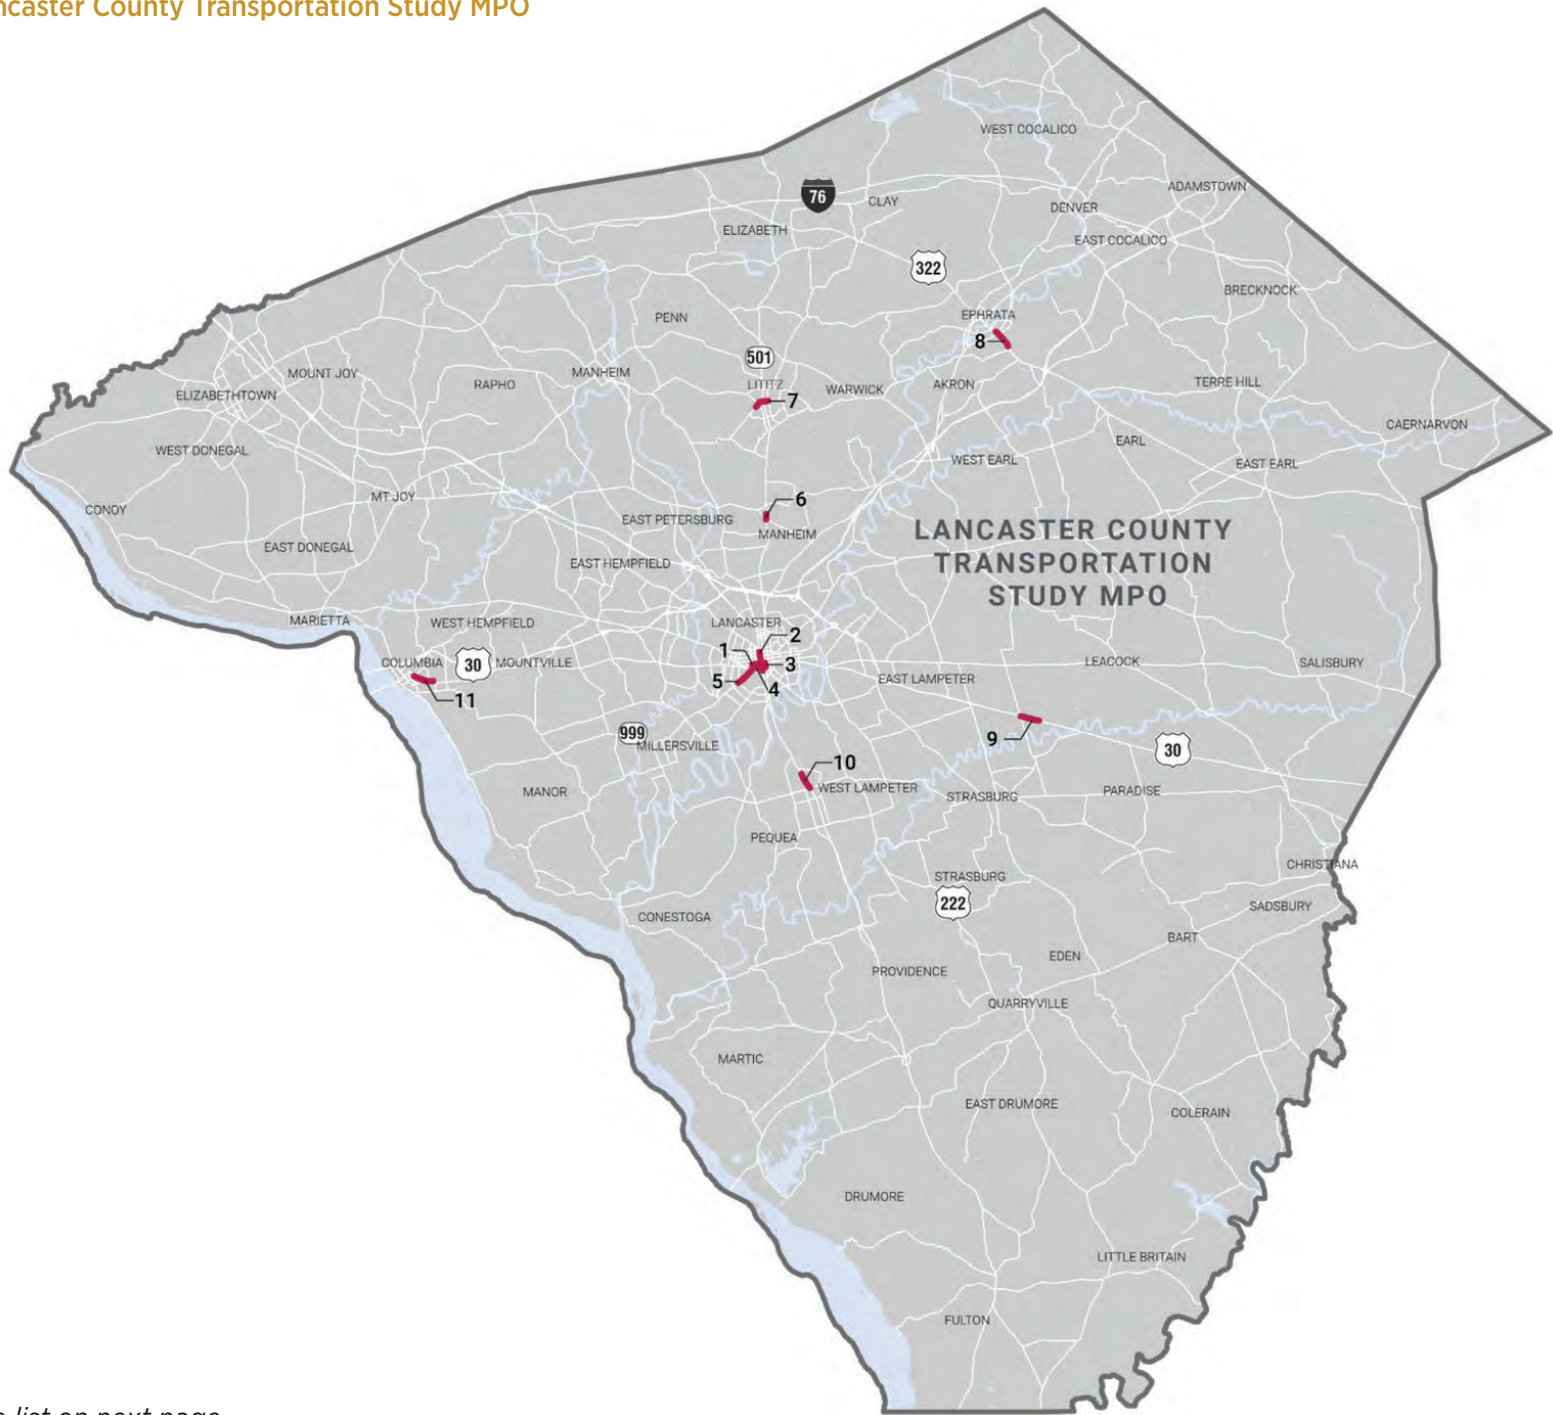 County Transportation Study MPO
WEST COCALICO
ADAMSTOWN
76
CLAY
DENVER
ELIZABETH
EAST COCALICO
322
BRECKNOCK
EPHRATA
PENN
8
501
MOUNT JOY
MANHEIM
RAPHO
LITITZ
WARWICK
AKRON
TERRE HILL
ELIZABETHTOWN
7
CAERNARVON
WEST DONEGAL
EARL
WEST EARL
EAST EARL
MT JOY
6
CONOY
EAST PETERSBURG
MANHEIM
LANCASTER COUNTY
TRANSPORTATION
STUDY MPO
EAST DONEGAL
EAST HEMPFIELD
MARIETTA
WEST HEMPFIELD
LANCASTER
2
1
3
COLUMBIA
30
MOUNTVILLE
LEACOCK
SALISBURY
5
4
EAST LAMPETER
11
999
MILLERSVILLE
9
30
10
MANOR
WEST LAMPETER
STRASBURG
PARADISE
PEQUEA
CHRISTIANA
STRASBURG
222
SADSBURY
CONESTOGA
BART
EDEN
PROVIDENCE
QUARRYVILLE
MARTIC
EAST DRUMORE
COLERAIN
DRUMORE
LITTLE BRITAIN
FULTON
list on next page